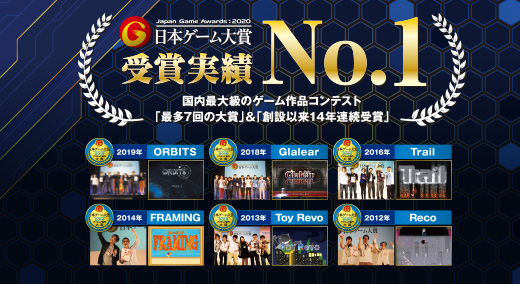 Japan Game Awards:2020
日本ゲーム大賞
受賞実績 No.1
国内最大級のゲーム作品コンテスト
「最多7回の大賞」&「創設以来14年連続受賞」
2019年 ORBITS
2018年 Glalear
2016年 Trail
ORBITS
Trail
2014年 FRAMING
2013年 Toy Revo
2012年 Reco
FRAMING